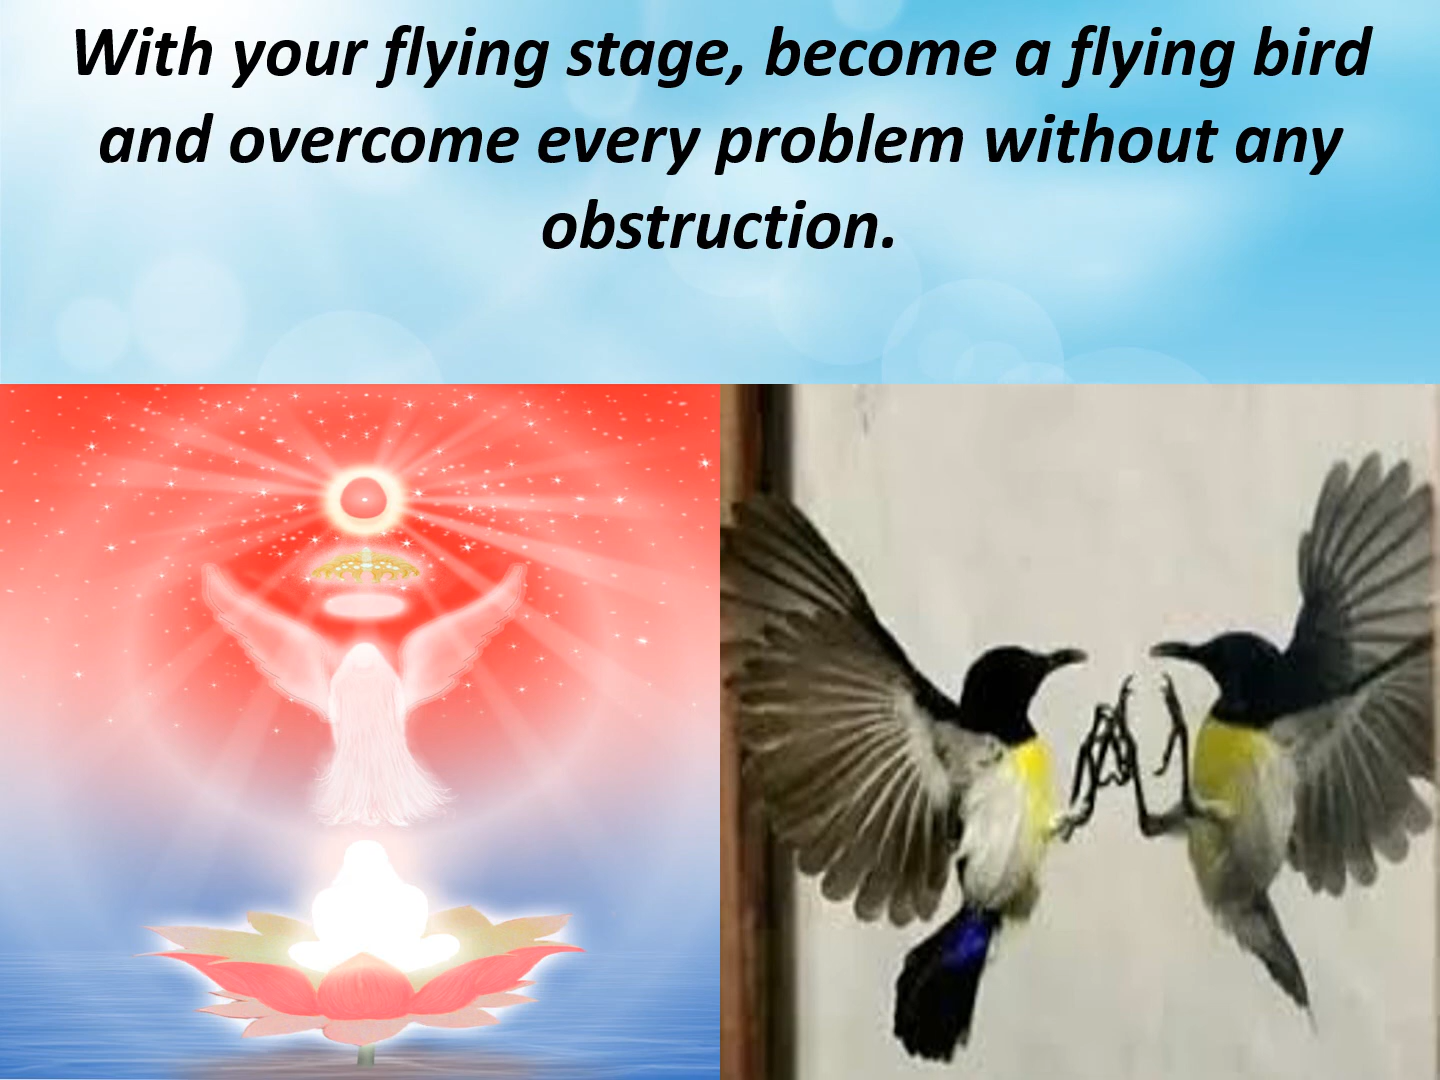 With your flying stage, become a flying bird
and overcome every problem without any
obstruction.